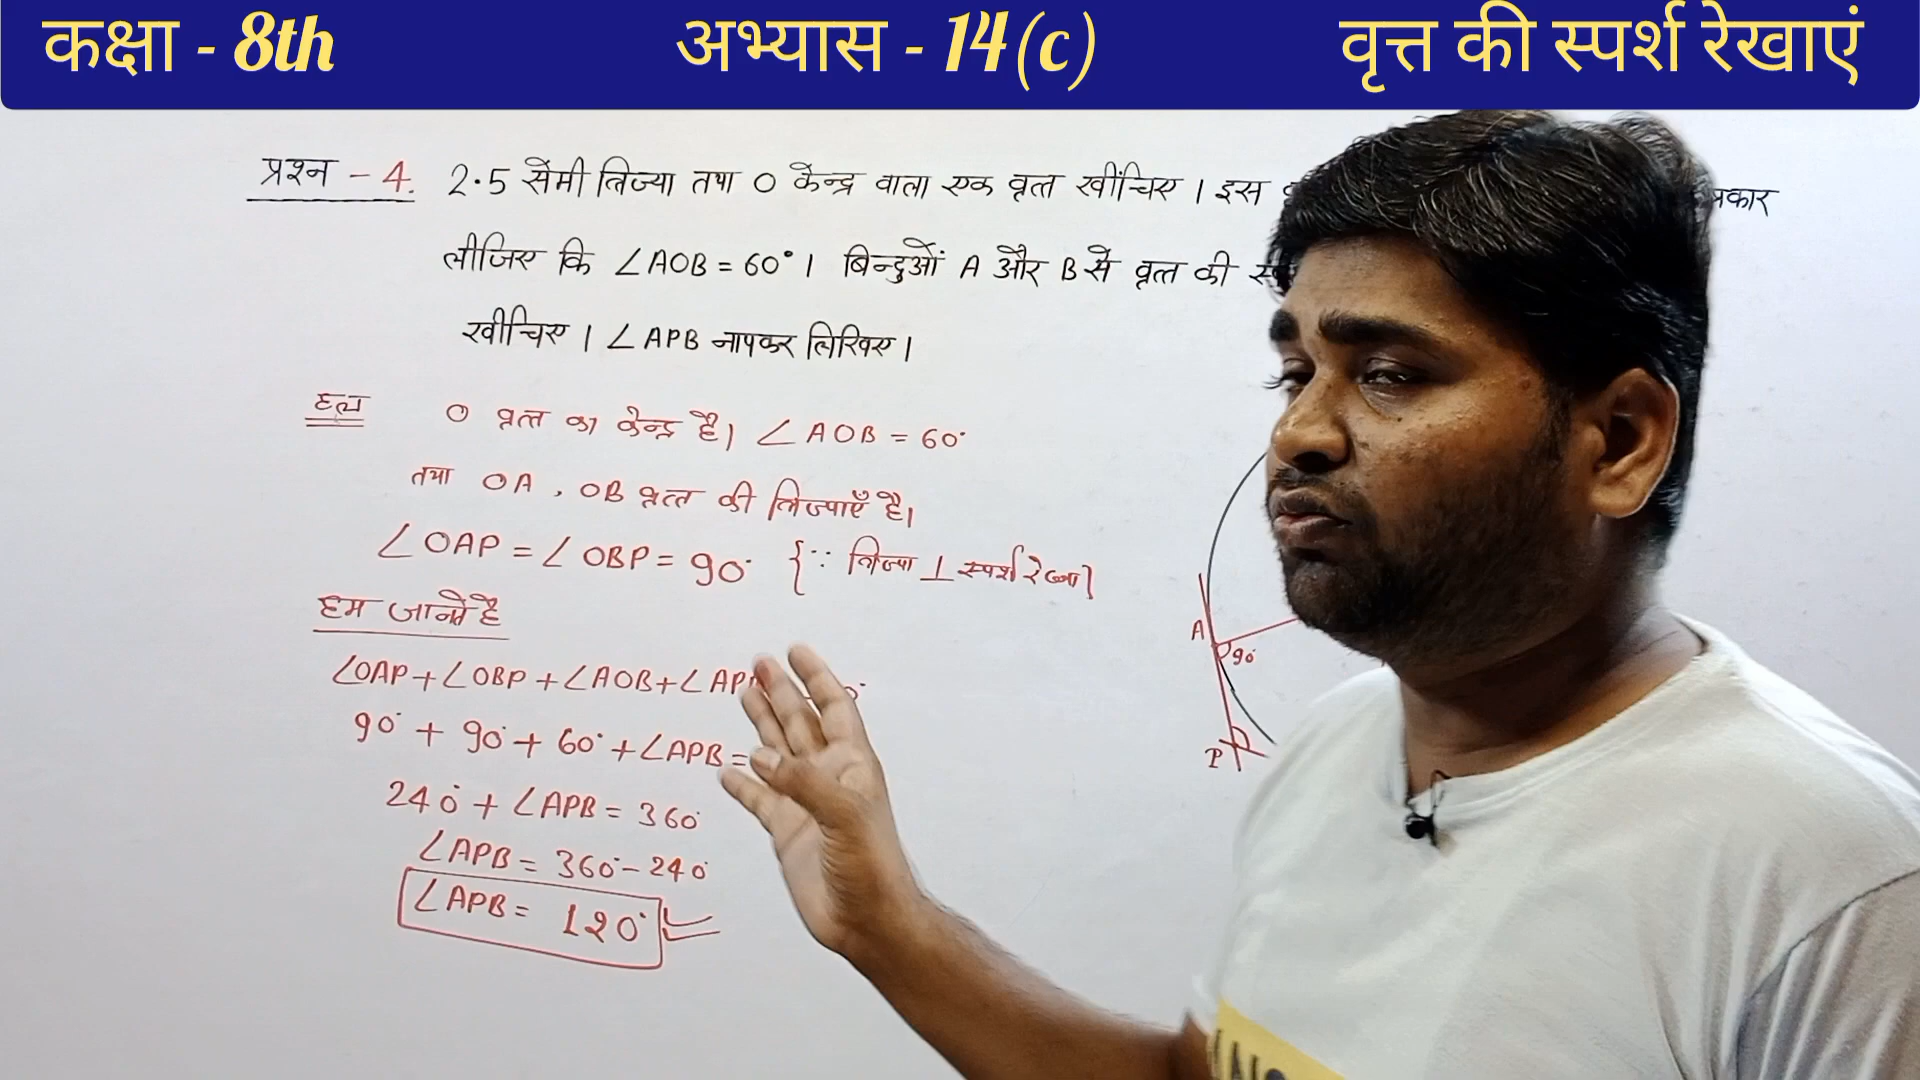 कक्षा - 8th अभ्यास - 14(c) वृत्त की स्पर्श रेखाएं
प्रश्न - 4. 2.5 सेमी त्रिज्या तथा O केन्द्र वाला एक वृत्त खींचिए । इस प्रकार
लीजिए कि ∠AOB = 60° । बिन्दुओं A और B से वृत्त की
खींचिए । ∠APB नापकर लिखिए ।
हल O वृत्त का केन्द्र है। ∠AOB = 60°
तथा OA , OB वृत्त की त्रिज्याएँ है।
∠OAP = ∠OBP = 90° {∵ त्रिज्या ⊥ स्पर्श रेखा}
हम जानते है
∠OAP + ∠OBP + ∠AOB +
90° + 90° + 60° + ∠APB =
240° + ∠APB = 360°
∠APB = 360° - 240°
∠APB = 120°
A
90°
P